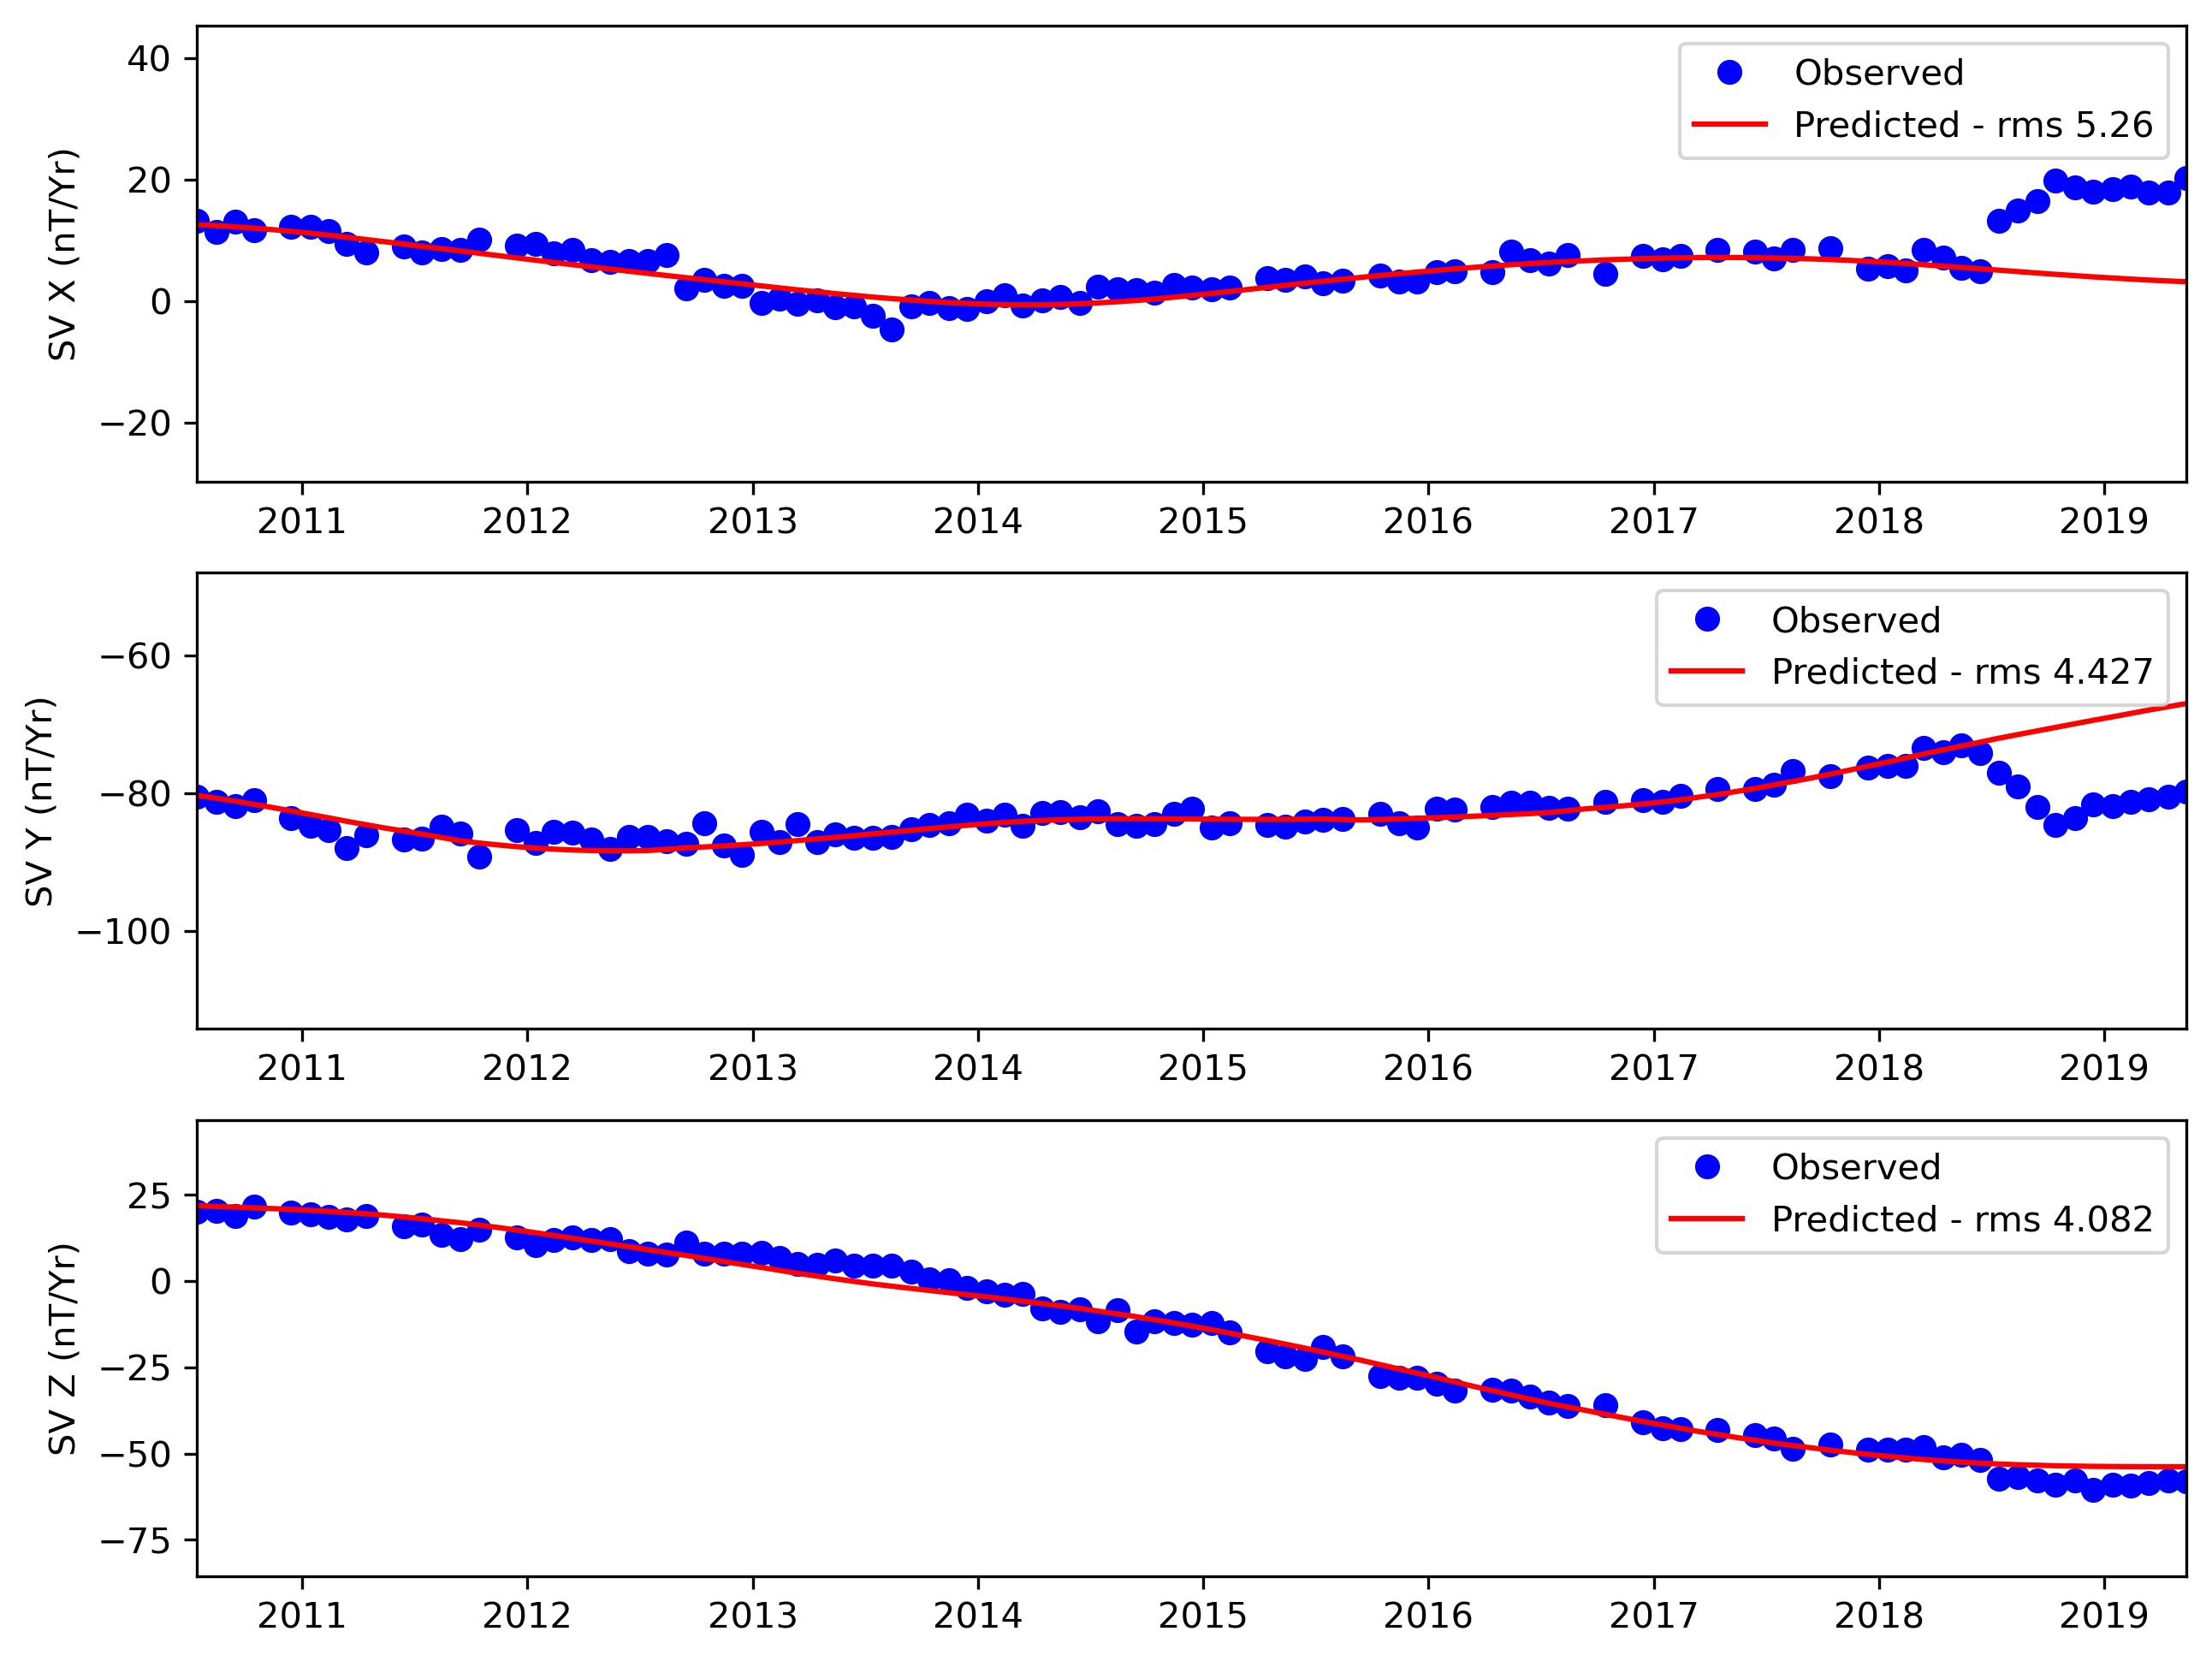 40
20
0
−20
SV X (nT/Yr)
Observed
Predicted - rms 5.26
2011 2012 2013 2014 2015 2016 2017 2018 2019
−60
−80
−100
SV Y (nT/Yr)
Observed
Predicted - rms 4.427
2011 2012 2013 2014 2015 2016 2017 2018 2019
25
0
−25
−50
−75
SV Z (nT/Yr)
Observed
Predicted - rms 4.082
2011 2012 2013 2014 2015 2016 2017 2018 2019